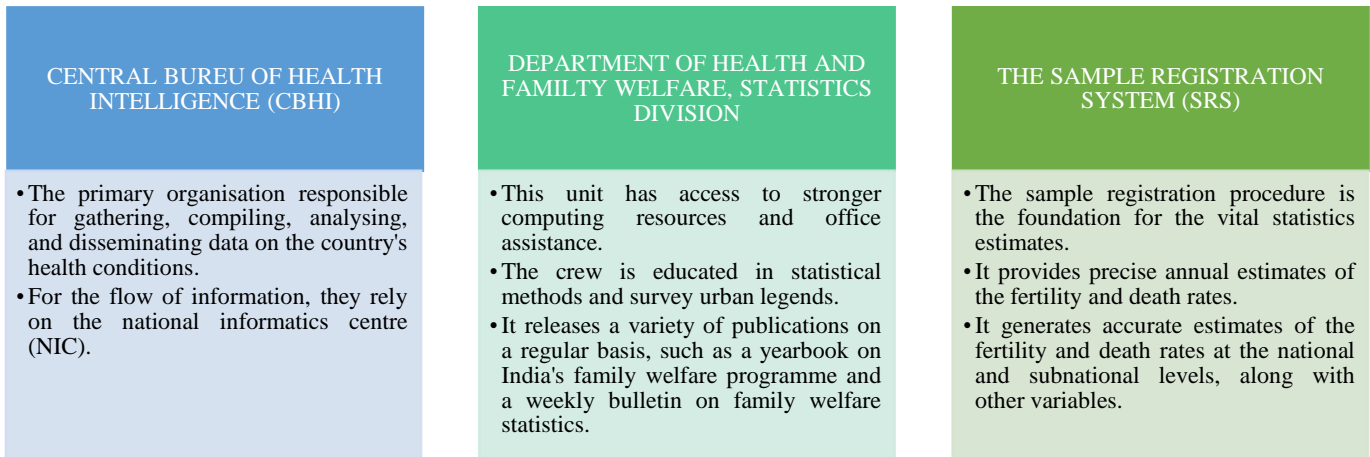 CENTRAL BUREU OF HEALTH
INTELLIGENCE (CBHI)
•The primary organisation responsible
for gathering, compiling, analysing,
and disseminating data on the country's
health conditions.
•For the flow of information, they rely
on the national informatics centre
(NIC).
DEPARTMENT OF HEALTH AND
FAMILTY WELFARE, STATISTICS
DIVISION
•This unit has access to stronger
computing resources and office
assistance.
•The crew is educated in statistical
methods and survey urban legends.
•It releases a variety of publications on
a regular basis, such as a yearbook on
India's family welfare programme and
a weekly bulletin on family welfare
statistics.
THE SAMPLE REGISTRATION
SYSTEM (SRS)
•The sample registration procedure is
the foundation for the vital statistics
estimates.
•It provides precise annual estimates of
the fertility and death rates.
•It generates accurate estimates of the
fertility and death rates at the national
and subnational levels, along with
other variables.